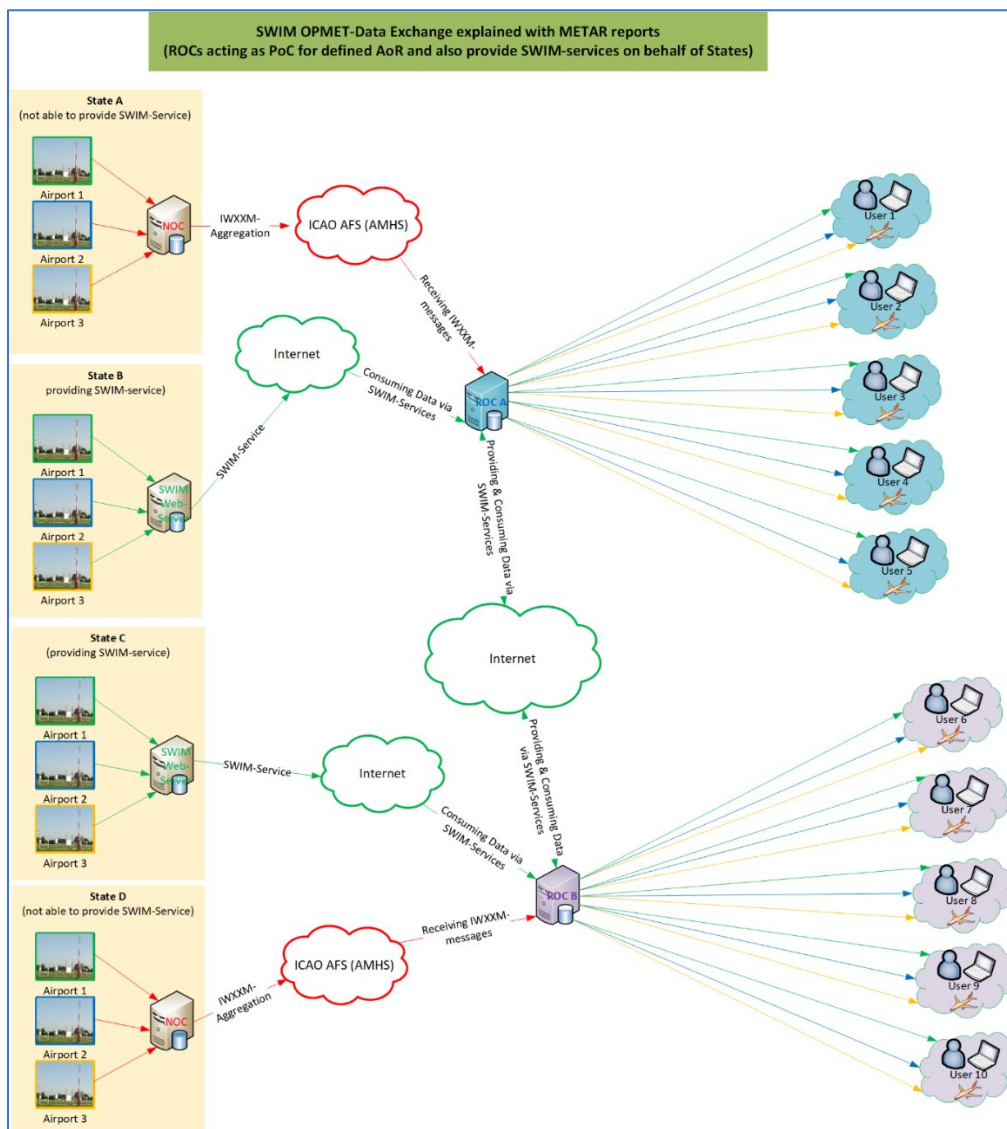 SWIM OPMET-Data Exchange explained with METAR reports
(ROCs acting as PoC for defined AoR and also provide SWIM-services on behalf of States)
State A
(not able to provide SWIM-Service)
Airport 1
Airport 2
Airport 3
NOC
IWXXM-
Aggregation
ICAO AFS (AMHS)
Receiving IWXXM-
messages
State B
providing SWIM-service)
Airport 1
Airport 2
Airport 3
SWIM
Web-
Server
SWIM-Service
Internet
Consuming Data via
SWIM-Services
ROC A
User 1
User 2
User 3
User 4
User 5
Providing & Consuming Data via
SWIM-Services
Internet
Providing & Consuming Data
via SWIM-Services
State C
(providing SWIM-service)
Airport 1
Airport 2
Airport 3
SWIM
Web-
Server
SWIM-Service
Internet
Consuming Data via
SWIM-Services
ROC B
State D
(not able to provide SWIM-Service)
Airport 1
Airport 2
Airport 3
NOC
IWXXM-
Aggregation
ICAO AFS (AMHS)
Receiving IWXXM-
messages
User 6
User 7
User 8
User 9
User 10